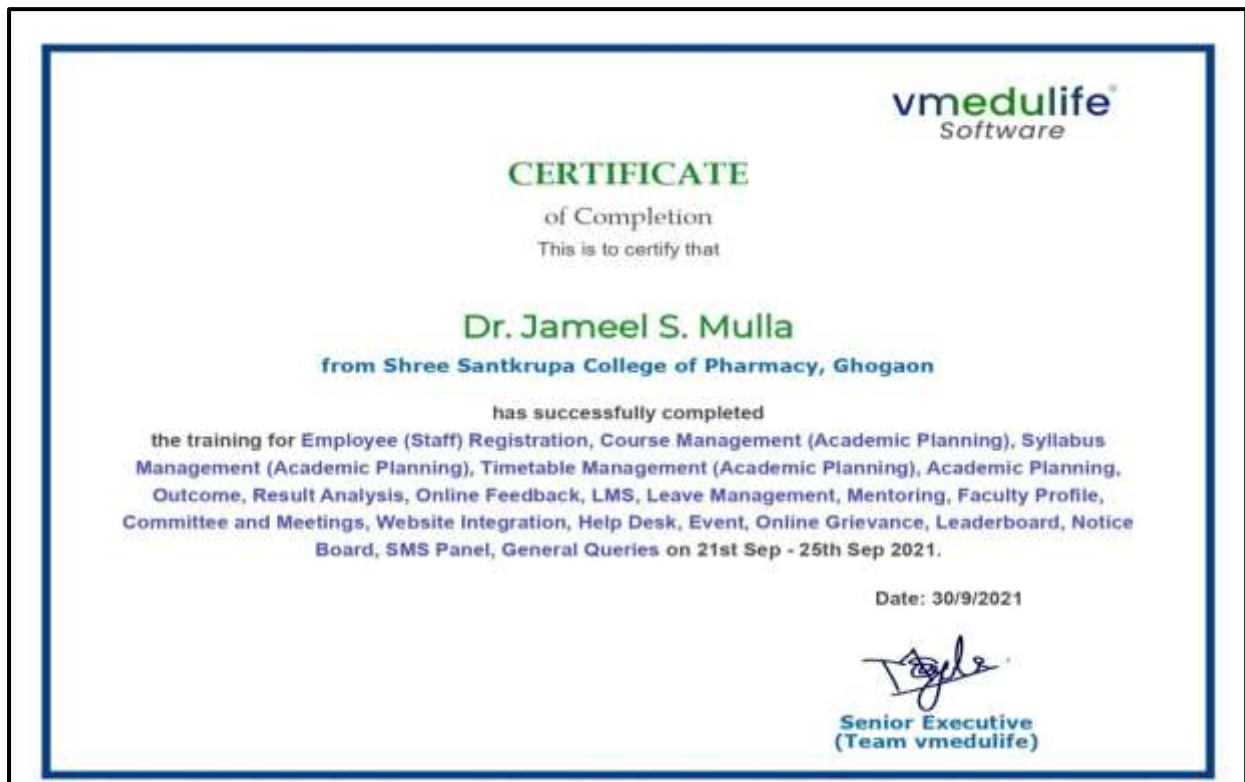 vmedulife®
Software
CERTIFICATE
of Completion
This is to certify that
Dr. Jameel S. Mulla
from Shree Santkrupa College of Pharmacy, Ghogaon
has successfully completed
the training for Employee (Staff) Registration, Course Management (Academic Planning), Syllabus
Management (Academic Planning), Timetable Management (Academic Planning), Academic Planning,
Outcome, Result Analysis, Online Feedback, LMS, Leave Management, Mentoring, Faculty Profile,
Committee and Meetings, Website Integration, Help Desk, Event, Online Grievance, Leaderboard, Notice
Board, SMS Panel, General Queries on 21st Sep - 25th Sep 2021.
Date: 30/9/2021
Senior Executive
(Team vmedulife)